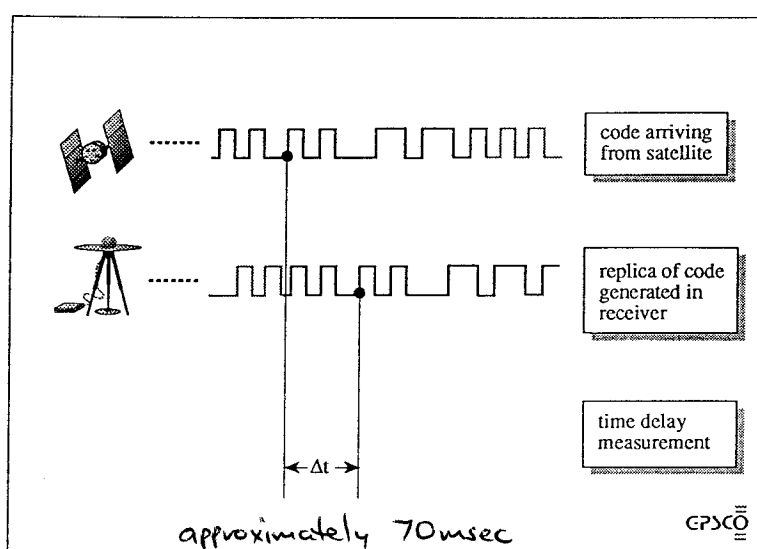 code arriving
from satellite
replica of code
generated in
receiver
time delay
measurement
Δt
approximately 70msec
GPSCO